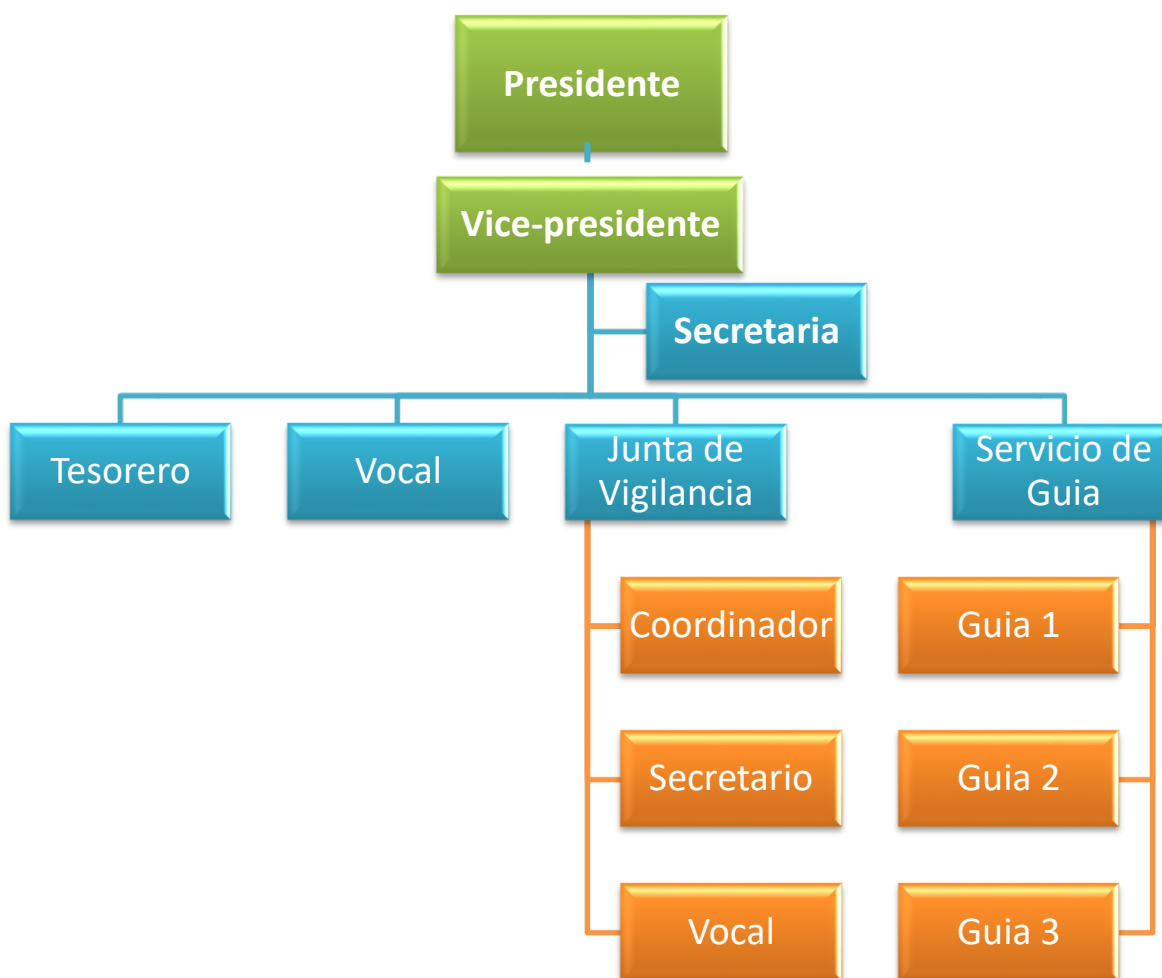 Presidente
Vice-presidente
Secretaria
Tesorero
Vocal
Junta de
Vigilancia
Servicio de
Guia
Coordinador
Guia 1
Secretario
Guia 2
Vocal
Guia 3